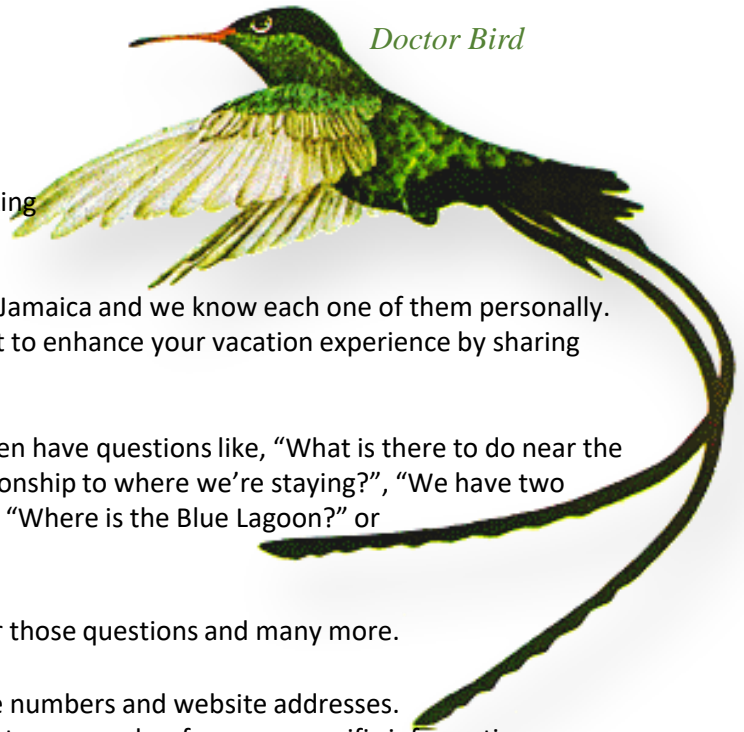 Doctor Bird
ing
Jamaica and we know each one of them personally.
t to enhance your vacation experience by sharing
en have questions like, “What is there to do near the
onship to where we’re staying?”, “We have two
“Where is the Blue Lagoon?” or
r those questions and many more.
e numbers and website addresses.